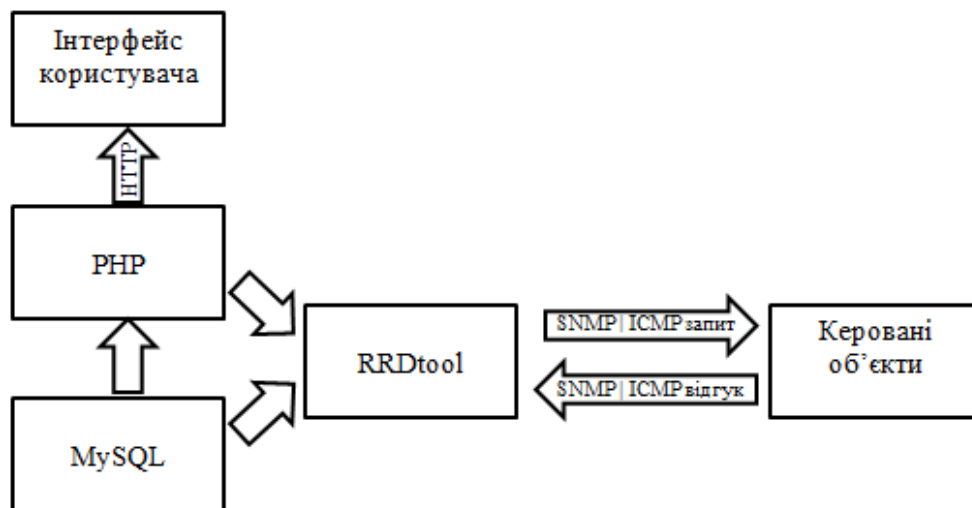 Інтерфейс
користувача
HTTP
PHP
MySQL
RRDtool
SNMP | ICMP запит
SNMP | ICMP відгук
Керовані
об’єкти